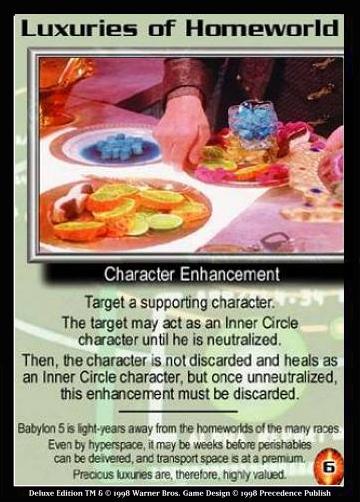 Luxuries of Homeworld
Character Enhancement
Target a supporting character.
The target may act as an Inner Circle
character until he is neutralized.
Then, the character is not discarded and heals as
an Inner Circle character, but once unneutralized,
this enhancement must be discarded.
Babylon 5 is light-years away from the homeworlds of the many races.
Even by hyperspace, it may be weeks before perishables
can be delivered, and transport space is at a premium.
Precious luxuries are, therefore, highly valued.
6
Deluxe Edition TM & © 1998 Warner Bros. Game Design © 1998 Precedence Publish